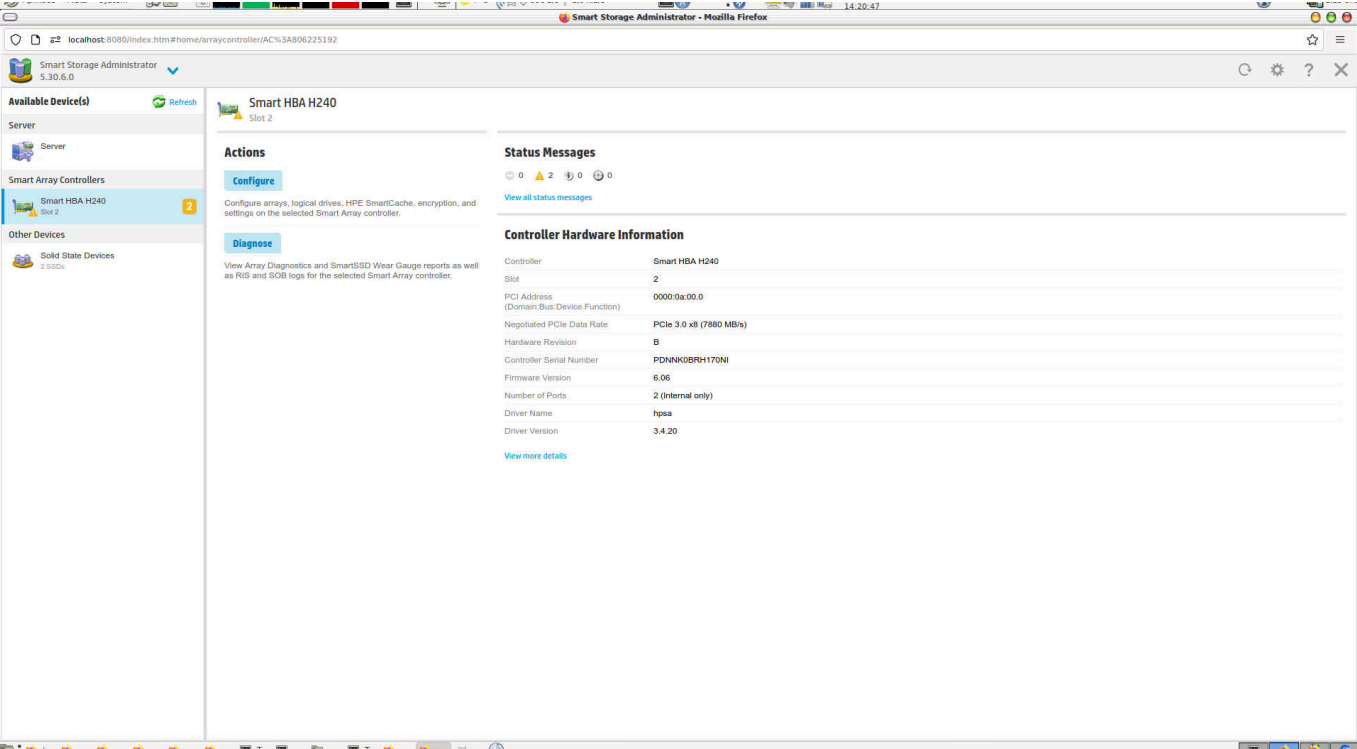 14:20:47
Smart Storage Administrator - Mozilla Firefox
localhost:8080/index.htm#home/arraycontroller/AC%3A806225192
Smart Storage Administrator
5.30.6.0
Available Device(s)
Refresh
Server
Server
Smart Array Controllers
Smart HBA H240
Slot 2
2
Other Devices
Solid State Devices
2 SSDs
Smart HBA H240
Slot 2
Actions
Configure
Configure arrays, logical drives, HPE SmartCache, encryption, and
settings on the selected Smart Array controller.
Diagnose
View Array Diagnostics and SmartSSD Wear Gauge reports as well
as RIS and SOB logs for the selected Smart Array controller.
Status Messages
0 2 0 0
View all status messages
Controller Hardware Information
Controller Smart HBA H240
Slot 2
PCI Address 0000:0a:00.0
(Domain:Bus:Device.Function)
Negotiated PCIe Data Rate PCIe 3.0 x8 (7880 MB/s)
Hardware Revision B
Controller Serial Number PDNNK0BRH170NI
Firmware Version 6.06
Number of Ports 2 (Internal only)
Driver Name hpsa
Driver Version 3.4.20
View more details